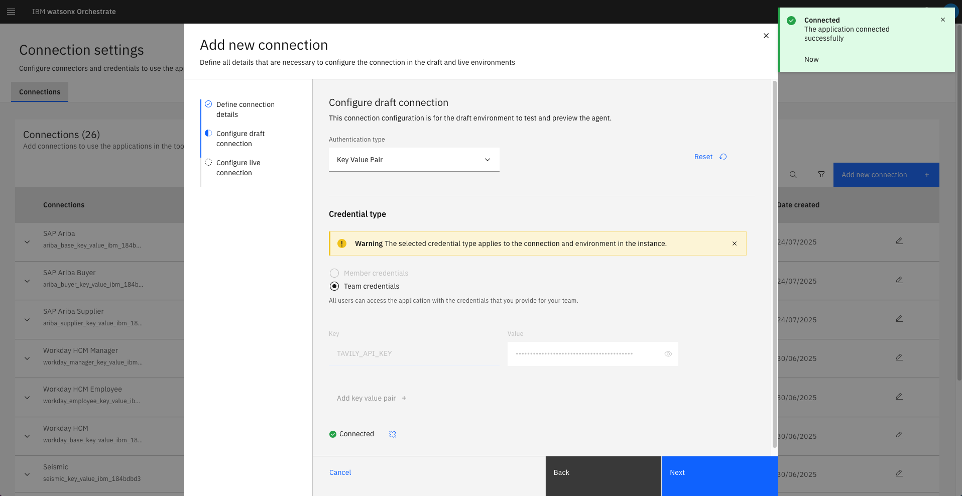 IBM watsonx Orchestrate
Connected
The application connected
successfully
Now
Connection settings
Configure connectors and credentials to use the app
Connections
Connections (26)
Add connections to use the applications in the too
Add new connection +
Connections
Date created
SAP Ariba
ariba_base_key_value_ibm_184b...
24/07/2025
SAP Ariba Buyer
ariba_buyer_key_value_ibm_184...
24/07/2025
SAP Ariba Supplier
ariba_supplier_key_value_ibm_18...
24/07/2025
Workday HCM Manager
workday_manager_key_value_ibm...
30/06/2025
Workday HCM Employee
workday_employee_key_value_ib...
30/06/2025
Workday HCM
workday_base_key_value_ibm_18...
30/06/2025
Seismic
seismic_key_value_ibm_184bdbd3
30/06/2025
Add new connection
Define all details that are necessary to configure the connection in the draft and live environments
Define connection
details
Configure draft
connection
Configure live
connection
Configure draft connection
This connection configuration is for the draft environment to test and preview the agent.
Authentication type
Key Value Pair
Reset
Credential type
Warning The selected credential type applies to the connection and environment in the instance.
Member credentials
Team credentials
All users can access the application with the credentials that you provide for your team.
Key
Value
TAVILY_API_KEY
Add key value pair +
Connected
Cancel
Back
Next